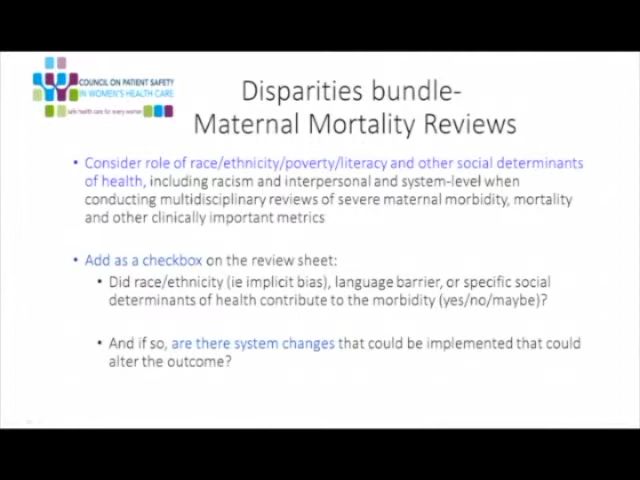 COUNCIL ON PATIENT SAFETY
IN WOMEN'S HEALTH CARE
safe health care for every woman
Disparities bundle-
Maternal Mortality Reviews
• Consider role of race/ethnicity/poverty/literacy and other social determinants
of health, including racism and interpersonal and system-level when
conducting multidisciplinary reviews of severe maternal morbidity, mortality
and other clinically important metrics
• Add as a checkbox on the review sheet:
• Did race/ethnicity (ie implicit bias), language barrier, or specific social
determinants of health contribute to the morbidity (yes/no/maybe)?
• And if so, are there system changes that could be implemented that could
alter the outcome?